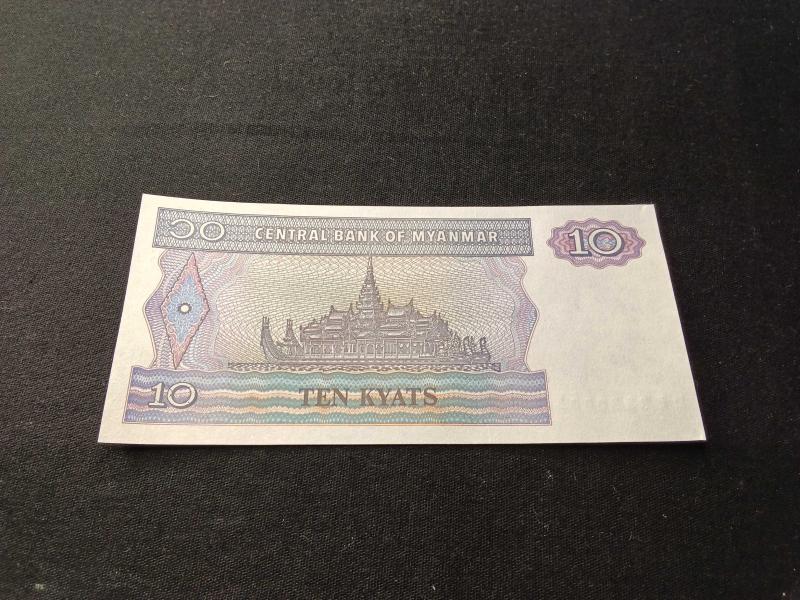 ၁၀ CENTRAL BANK OF MYANMAR 10
10 TEN KYATS